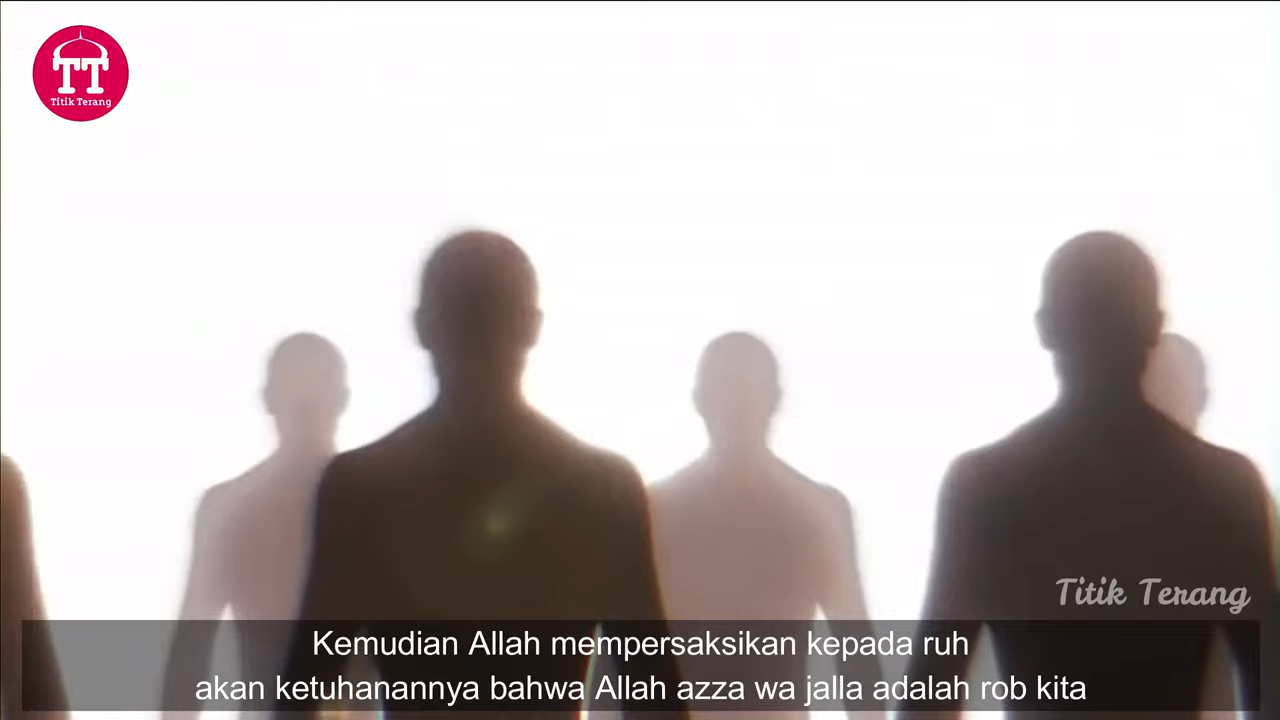 TT
Titik Terang
Titik Terang
Kemudian Allah mempersaksikan kepada ruh
akan ketuhanannya bahwa Allah azza wa jalla adalah rob kita